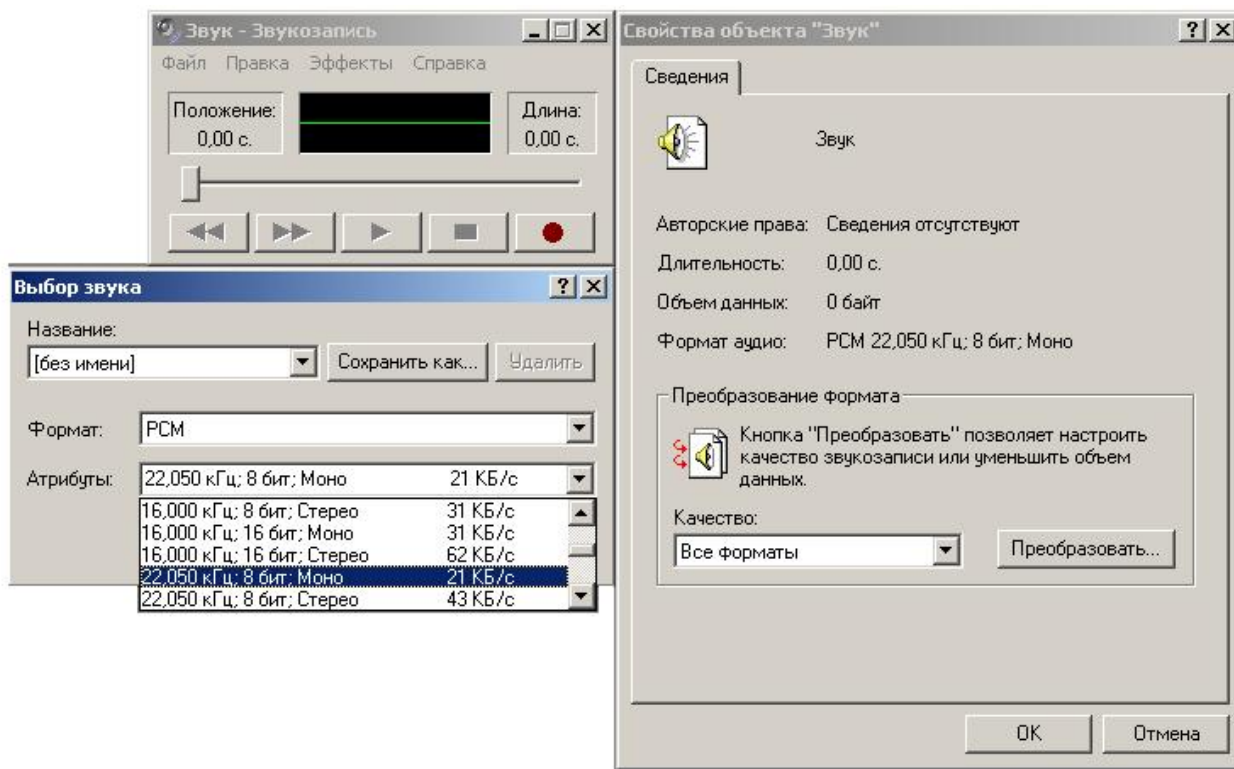 Звук - Звукозапись
Файл Правка Эффекты Справка
Положение:
0,00 с.
Длина:
0,00 с.
Выбор звука
Название:
[без имени]
Сохранить как...
Удалить
Формат: PCM
Атрибуты: 22,050 кГц; 8 бит; Моно 21 КБ/с
16,000 кГц; 8 бит; Стерео 31 КБ/с
16,000 кГц; 16 бит; Моно 31 КБ/с
16,000 кГц; 16 бит; Стерео 62 КБ/с
22,050 кГц; 8 бит; Моно 21 КБ/с
22,050 кГц; 8 бит; Стерео 43 КБ/с
Свойства объекта "Звук"
Сведения
Звук
Авторские права: Сведения отсутствуют
Длительность: 0,00 с.
Объем данных: 0 байт
Формат аудио: PCM 22,050 кГц; 8 бит; Моно
Преобразование формата
Кнопка "Преобразовать" позволяет настроить
качество звукозаписи или уменьшить объем
данных.
Качество:
Все форматы
Преобразовать...
OK
Отмена